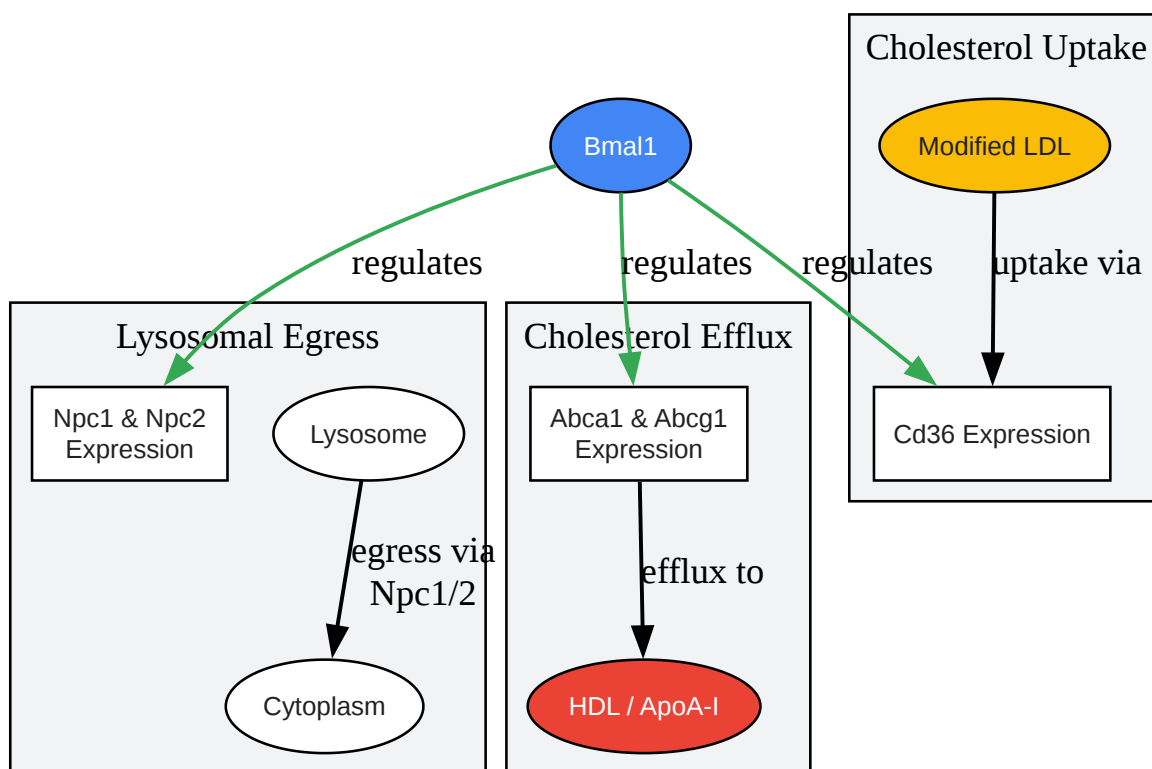 Cholesterol Uptake
Bmal1
Modified LDL
regulates
regulates
regulates
uptake via
Lysosomal Egress
Cholesterol Efflux
Npc1 & Npc2
Expression
Lysosome
Abca1 & Abcg1
Expression
Cd36 Expression
egress via
Npc1/2
efflux to
Cytoplasm
HDL / ApoA-I